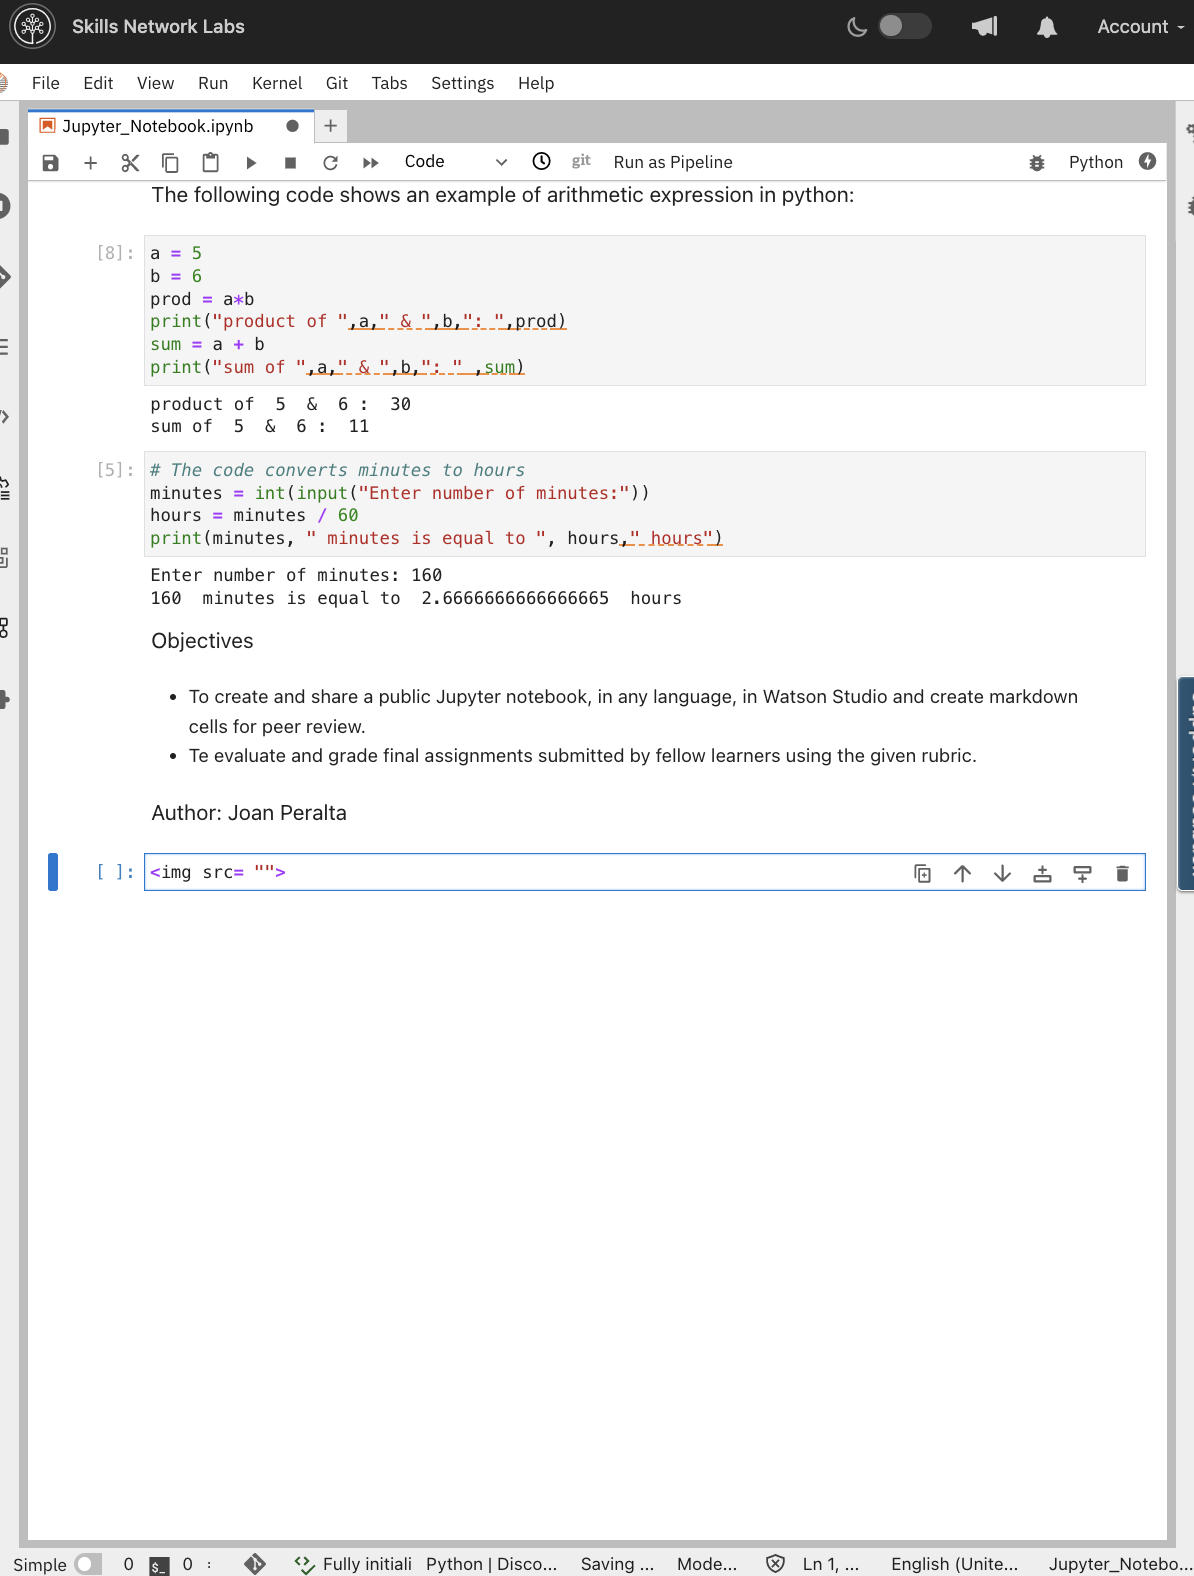 Skills Network Labs
Account
File Edit View Run Kernel Git Tabs Settings Help
Jupyter_Notebook.ipynb
Code git Run as Pipeline Python
The following code shows an example of arithmetic expression in python:
[8]: a = 5
b = 6
prod = a*b
print("product of ",a," & ",b,": ",prod)
sum = a + b
print("sum of ",a," & ",b,": " ,sum)
product of  5  &  6 :  30
sum of  5  &  6 :  11
[5]: # The code converts minutes to hours
minutes = int(input("Enter number of minutes:"))
hours = minutes / 60
print(minutes, " minutes is equal to ", hours," hours")
Enter number of minutes: 160
160  minutes is equal to  2.6666666666666665  hours
Objectives
• To create and share a public Jupyter notebook, in any language, in Watson Studio and create markdown
cells for peer review.
• Te evaluate and grade final assignments submitted by fellow learners using the given rubric.
Author: Joan Peralta
[ ]: <img src= "">
Simple 0 $_ 0 : Fully initiali Python | Disco... Saving ... Mode... Ln 1, ... English (Unite... Jupyter_Notebo...